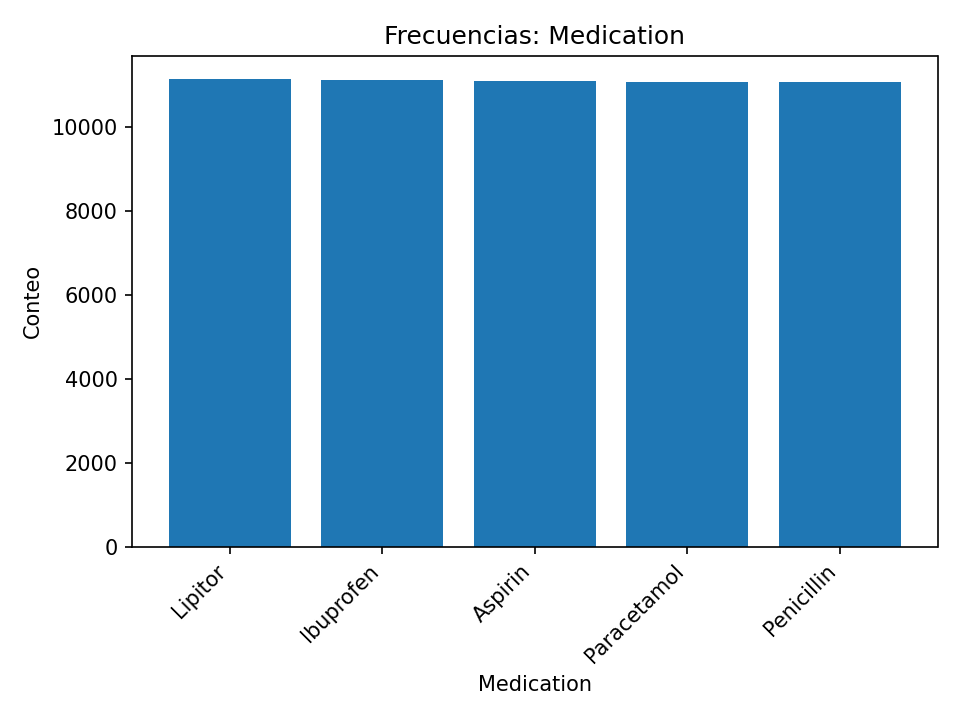 Frecuencias: Medication
Conteo
10000
8000
6000
4000
2000
0
Lipitor
Ibuprofen
Aspirin
Paracetamol
Penicillin
Medication